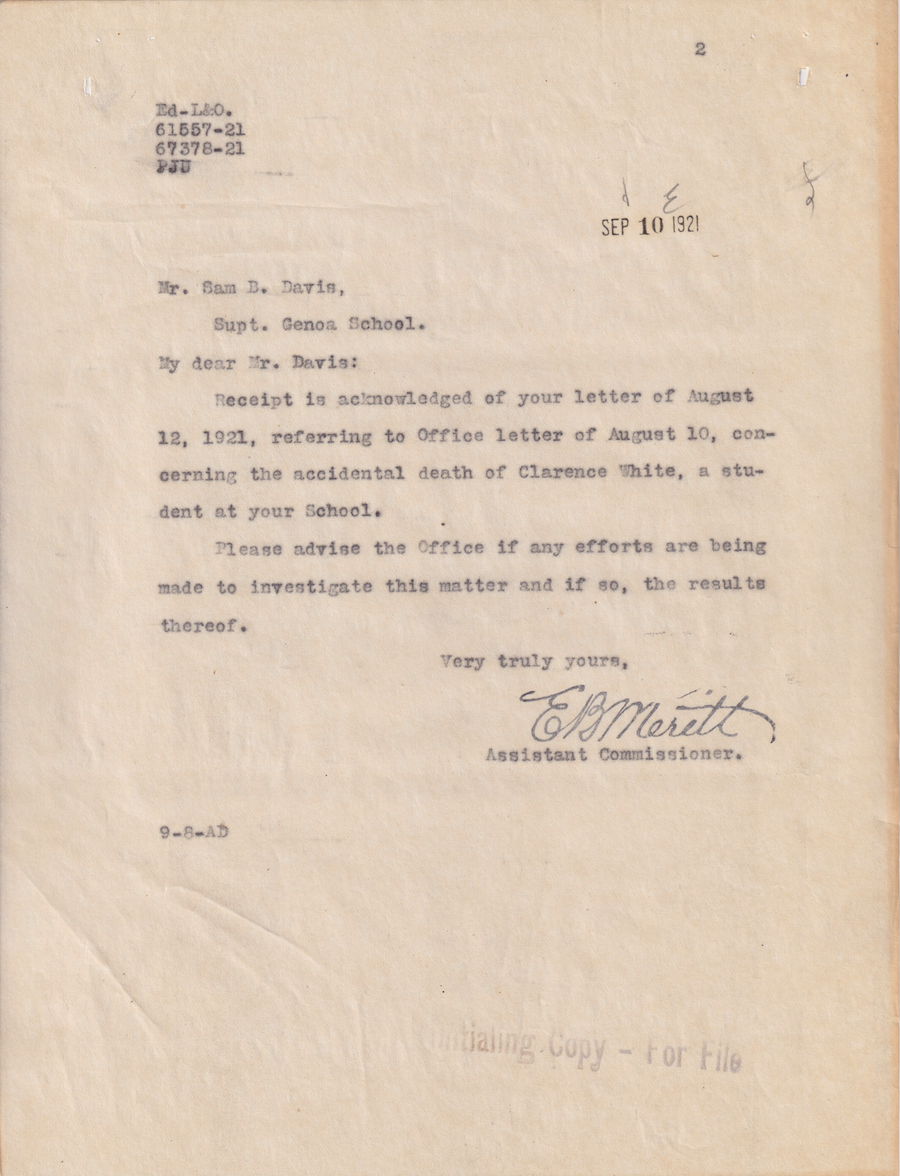 2
Ed-L&O.
61557-21
67378-21
PJU
SEP 10 1921
Mr. Sam B. Davis,
Supt. Genoa School.
My dear Mr. Davis:
Receipt is acknowledged of your letter of August
12, 1921, referring to Office letter of August 10, con-
cerning the accidental death of Clarence White, a stu-
dent at your School.
Please advise the Office if any efforts are being
made to investigate this matter and if so, the results
thereof.
Very truly yours,
E B Meritt
Assistant Commissioner.
9-8-AD
Initialing Copy - For File